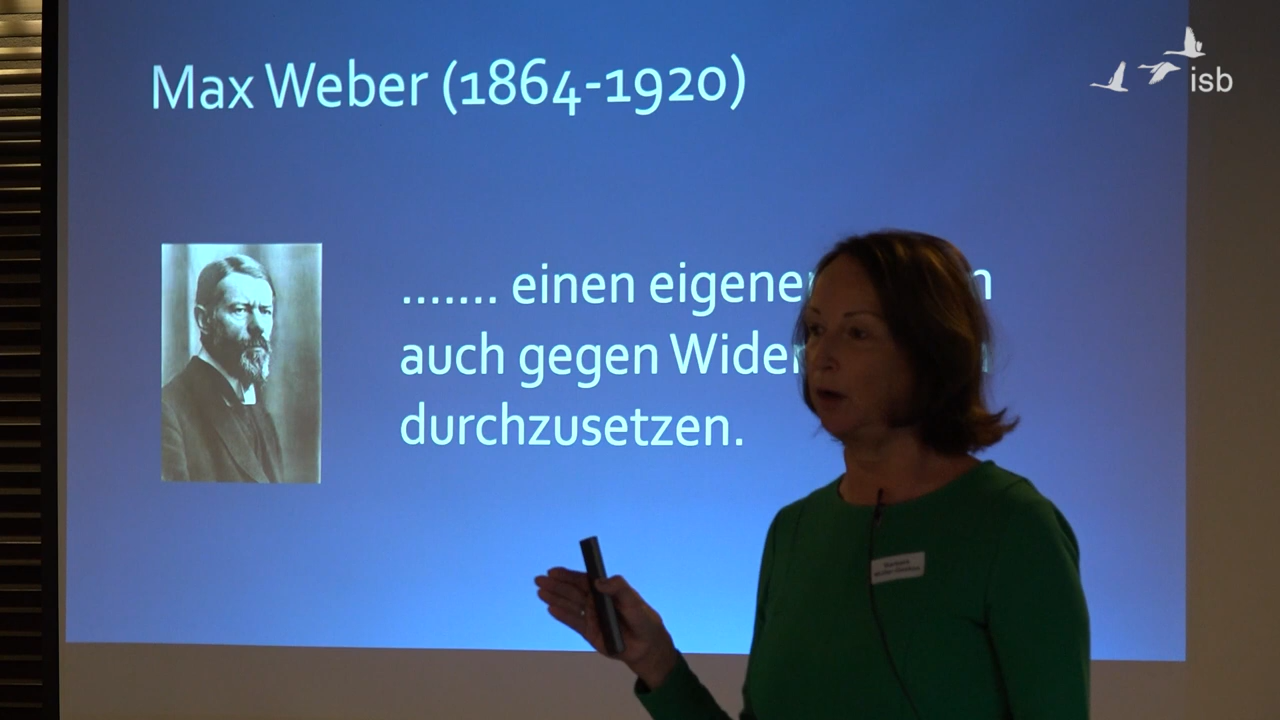 Max Weber (1864-1920)
isb
....... einen eigene
auch gegen Wider
durchzusetzen.